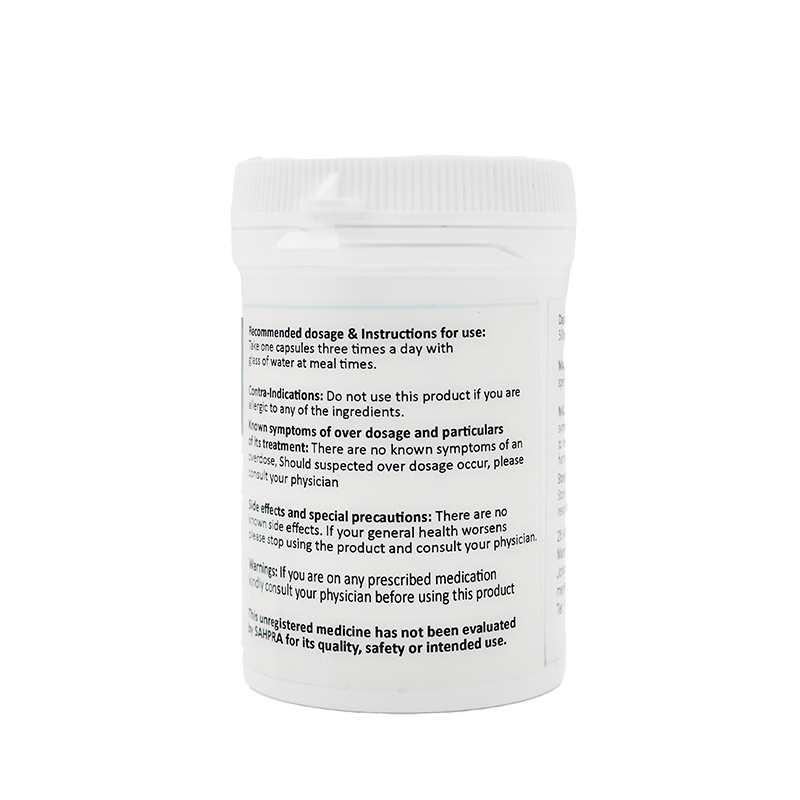 Recommended dosage & Instructions for use:
Take one capsules three times a day with
glass of water at meal times.
Contra-Indications: Do not use this product if you are
allergic to any of the ingredients.
Known symptoms of over dosage and particulars
of its treatment: There are no known symptoms of an
overdose, Should suspected over dosage occur, please
consult your physician
Side effects and special precautions: There are no
known side effects. If your general health worsens
please stop using the product and consult your physician.
Warnings: If you are on any prescribed medication
kindly consult your physician before using this product
This unregistered medicine has not been evaluated
by SAHPRA for its quality, safety or intended use.